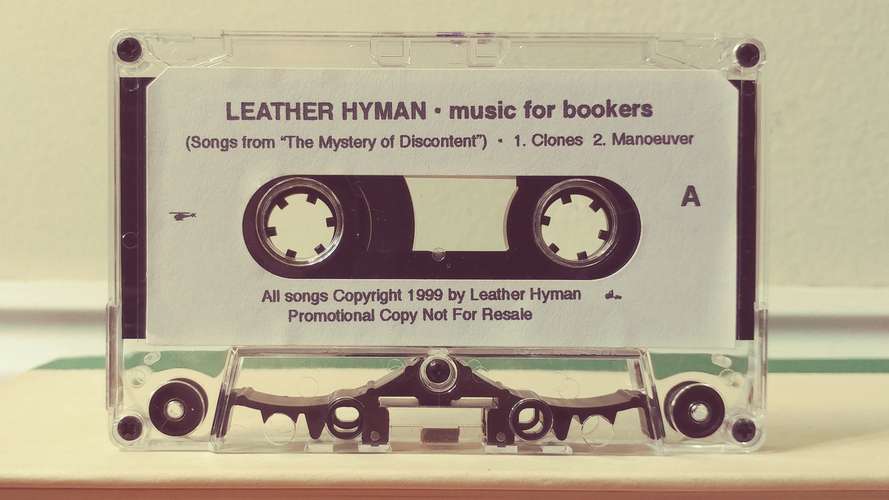 LEATHER HYMAN • music for bookers
(Songs from "The Mystery of Discontent") • 1. Clones 2. Manoeuver
A
All songs Copyright 1999 by Leather Hyman
Promotional Copy Not For Resale